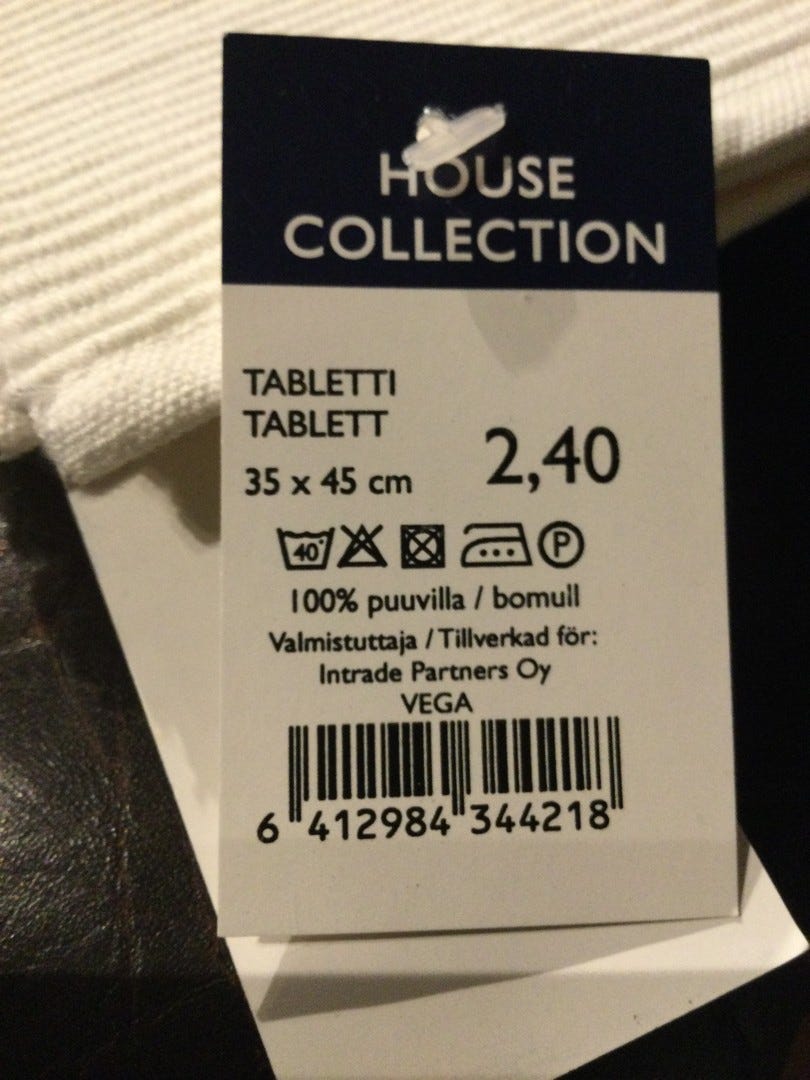 HOUSE
COLLECTION
TABLETTI
TABLETT
35 x 45 cm
2,40
40°
P
100% puuvilla / bomull
Valmistuttaja / Tillverkad för:
Intrade Partners Oy
VEGA
6 412984 344218